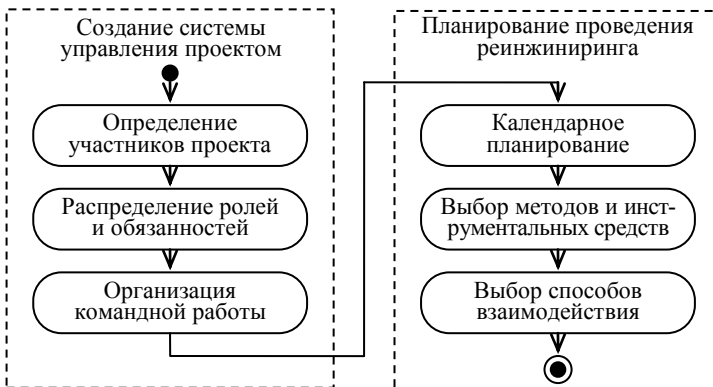 Создание системы
управления проектом
Определение
участников проекта
Распределение ролей
и обязанностей
Организация
командной работы
Планирование проведения
реинжиниринга
Календарное
планирование
Выбор методов и инст-
рументальных средств
Выбор способов
взаимодействия